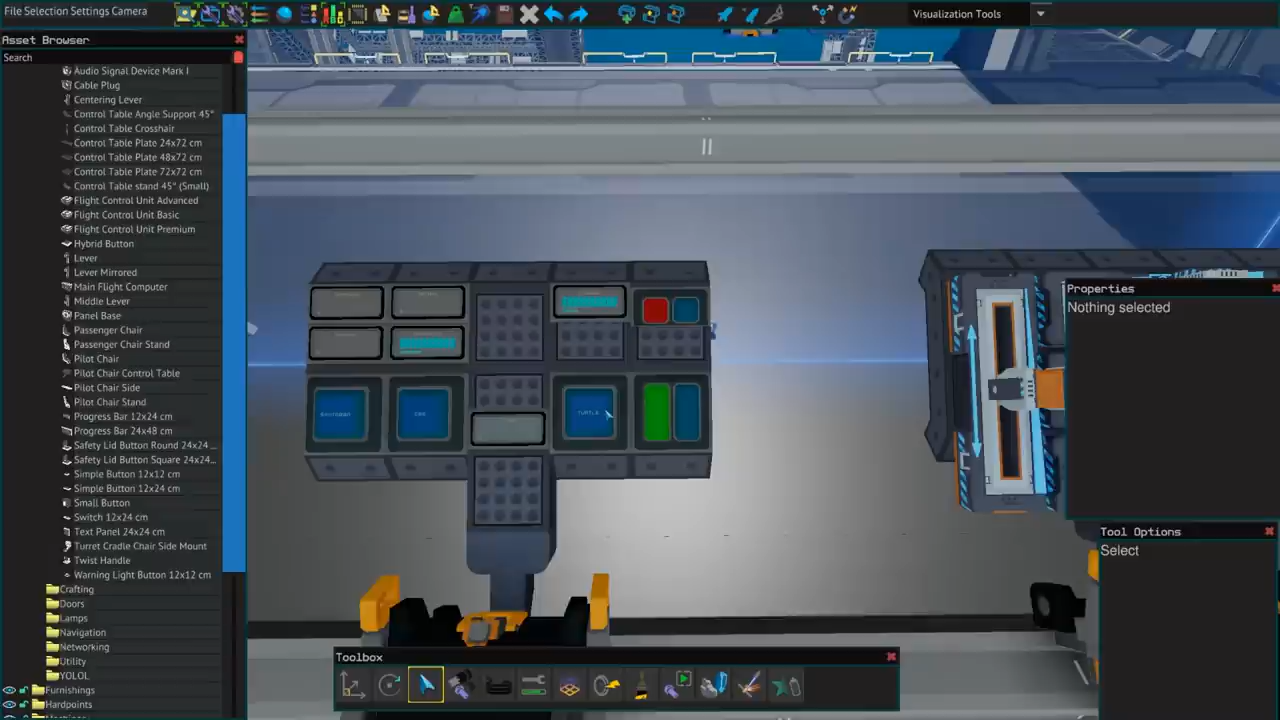 File Selection Settings Camera
Visualization Tools
Asset Browser
Search
Audio Signal Device Mark I
Cable Plug
Centering Lever
Control Table Angle Support 45°
Control Table Crosshair
Control Table Plate 24x72 cm
Control Table Plate 48x72 cm
Control Table Plate 72x72 cm
Control Table stand 45° (Small)
Flight Control Unit Advanced
Flight Control Unit Basic
Flight Control Unit Premium
Hybrid Button
Lever
Lever Mirrored
Main Flight Computer
Middle Lever
Panel Base
Passenger Chair
Passenger Chair Stand
Pilot Chair
Pilot Chair Control Table
Pilot Chair Side
Pilot Chair Stand
Progress Bar 12x24 cm
Progress Bar 24x48 cm
Safety Lid Button Round 24x24 ...
Safety Lid Button Square 24x24...
Simple Button 12x12 cm
Simple Button 12x24 cm
Small Button
Switch 12x24 cm
Text Panel 24x24 cm
Turret Cradle Chair Side Mount
Twist Handle
Warning Light Button 12x12 cm
Crafting
Doors
Lamps
Navigation
Networking
Utility
YOLOL
Furnishings
Hardpoints
TURTLE
Properties
Nothing selected
Tool Options
Select
Toolbox